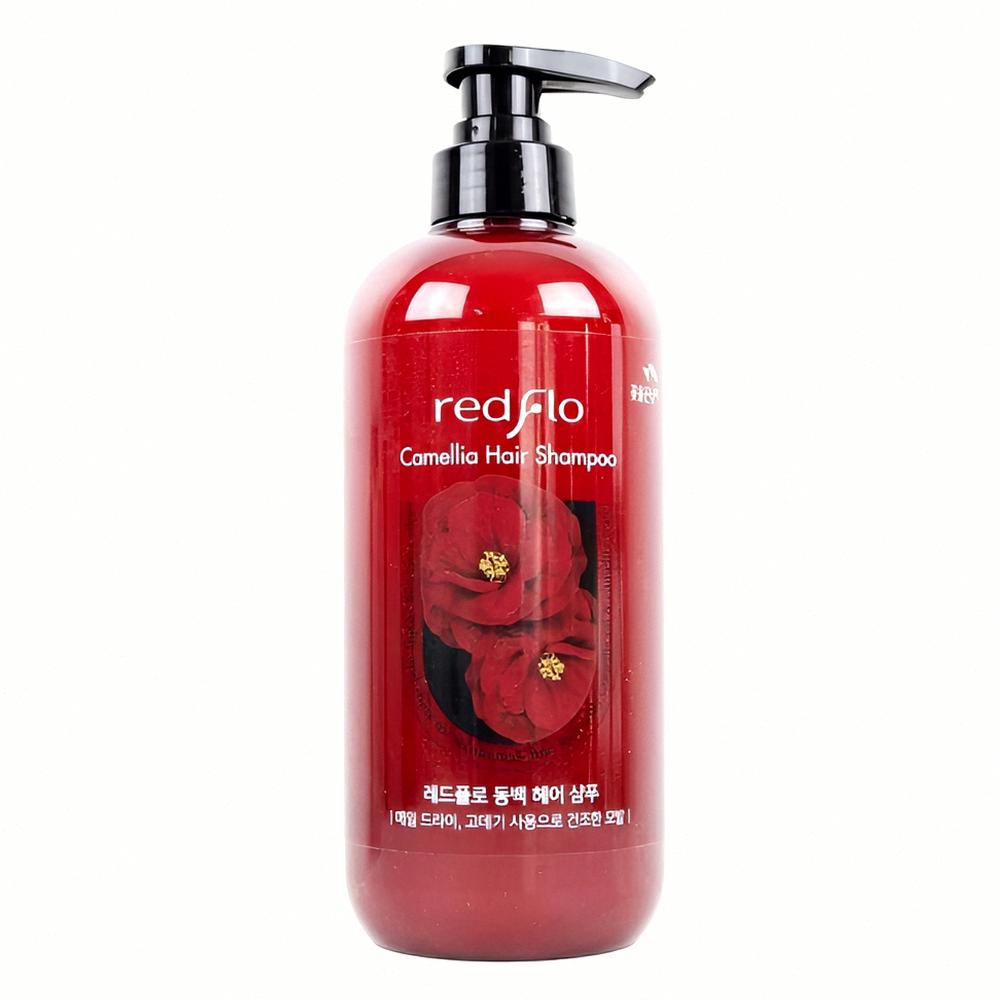 redflo
Camellia Hair Shampoo
레드플로 동백 헤어 샴푸
| 매일 드라이, 고데기 사용으로 건조한 모발 |